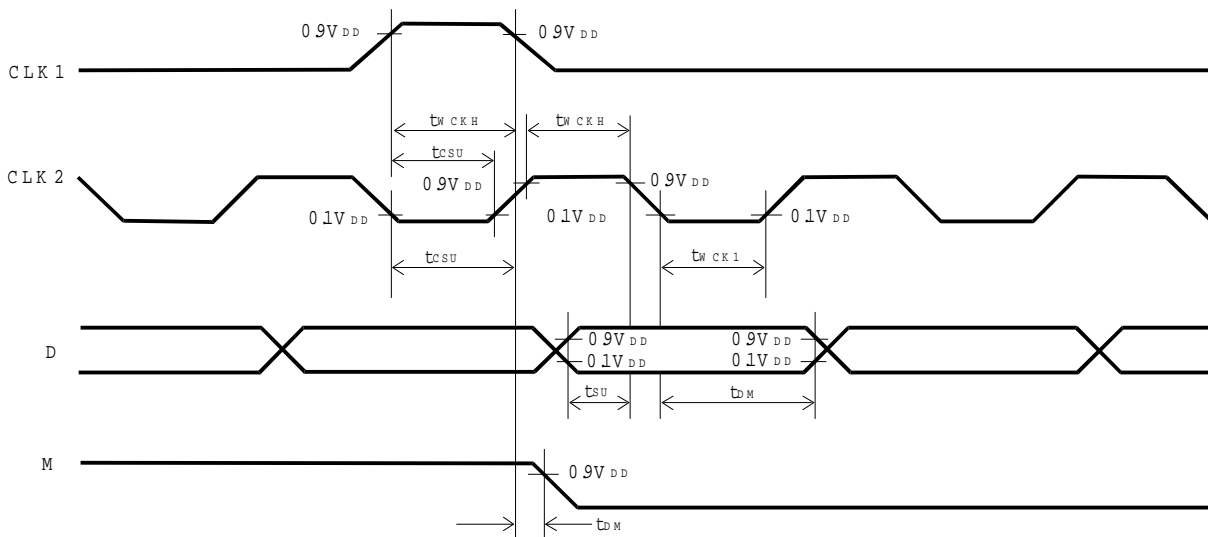 0.9VDD 0.9VDD
CLK1
tWCKH tWCKH
tCSU
CLK2 0.9VDD 0.9VDD
0.1VDD 0.1VDD 0.1VDD
tCSU tWCK1
D 0.9VDD 0.9VDD
0.1VDD 0.1VDD
tSU tDM
M 0.9VDD
tDM